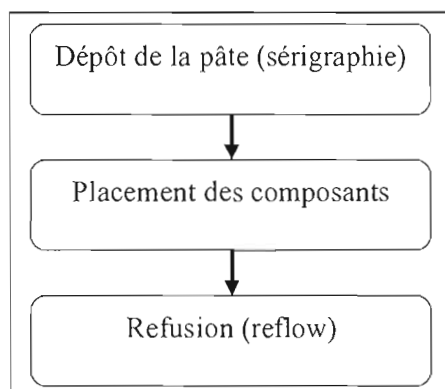 Dépôt de la pâte (sérigraphie)
Placement des composants
Refusion (reflow)